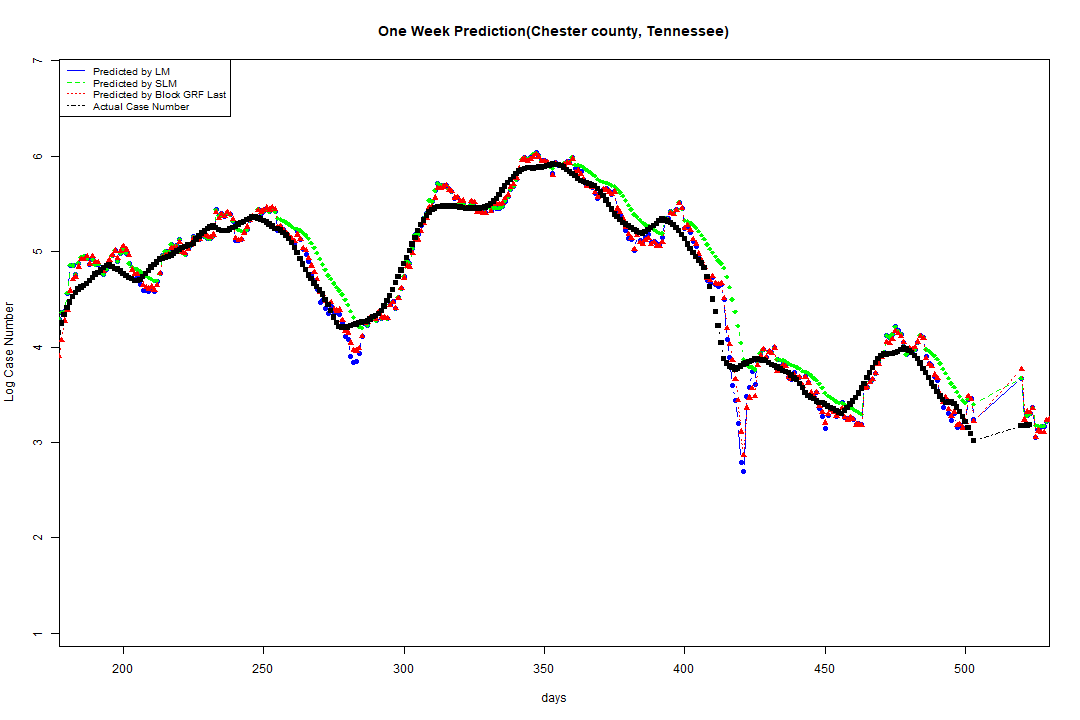 One Week Prediction(Chester county, Tennessee)
Predicted by LM
Predicted by SLM
Predicted by Block GRF Last
Actual Case Number
7
6
5
4
3
2
1
Log Case Number
200 250 300 350 400 450 500
days